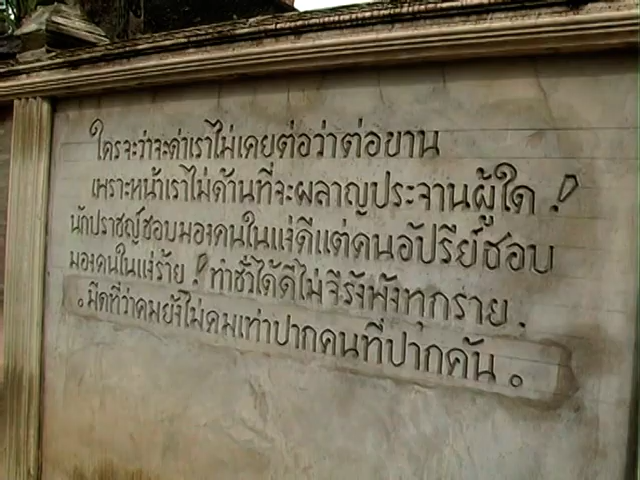 ใครจะว่าจะด่าเราไม่เคยต่อว่าต่อขาน
เพราะหน้าเราไม่ด้านที่จะผลาญประจานผู้ใด !
นักปราชญ์ชอบมองคนในแง่ดีแต่คนอัปรีย์ชอบ
มองคนในแง่ร้าย ! ทำชั่วได้ดีไม่จีรังพังทุกราย .
๐ มีดที่ว่าคมยังไม่คมเท่าปากคนที่ปากคัน ๐